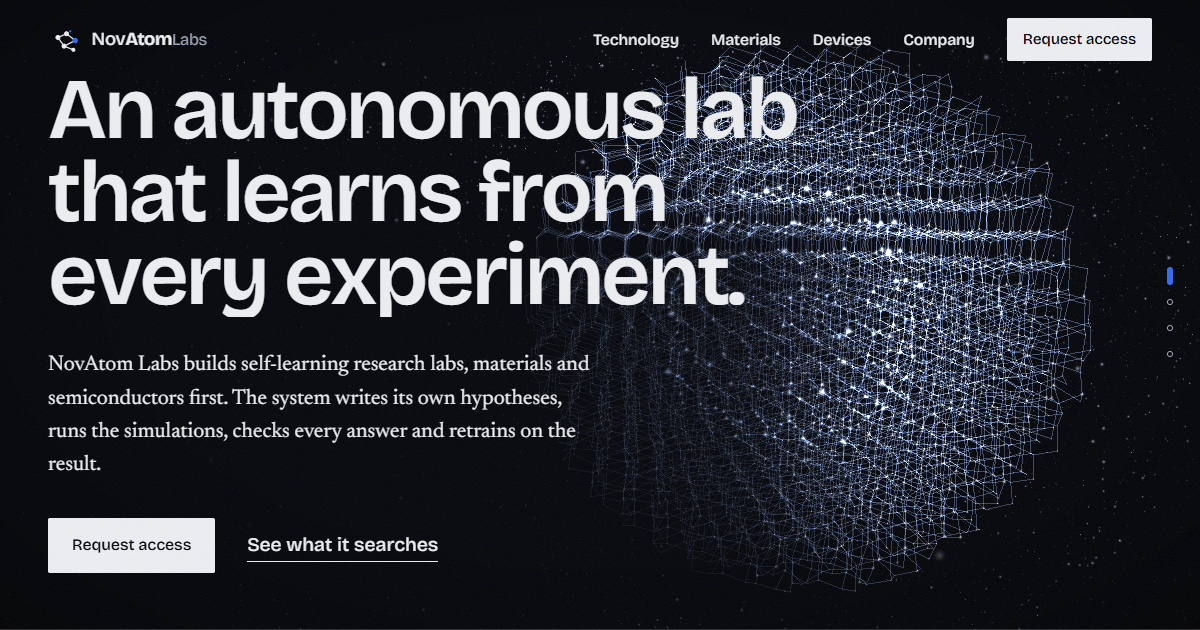 NovAtomLabs
Technology
Materials
Devices
Company
Request access
An autonomous lab
that learns from
every experiment.
NovAtom Labs builds self-learning research labs, materials and
semiconductors first. The system writes its own hypotheses,
runs the simulations, checks every answer and retrains on the
result.
Request access
See what it searches